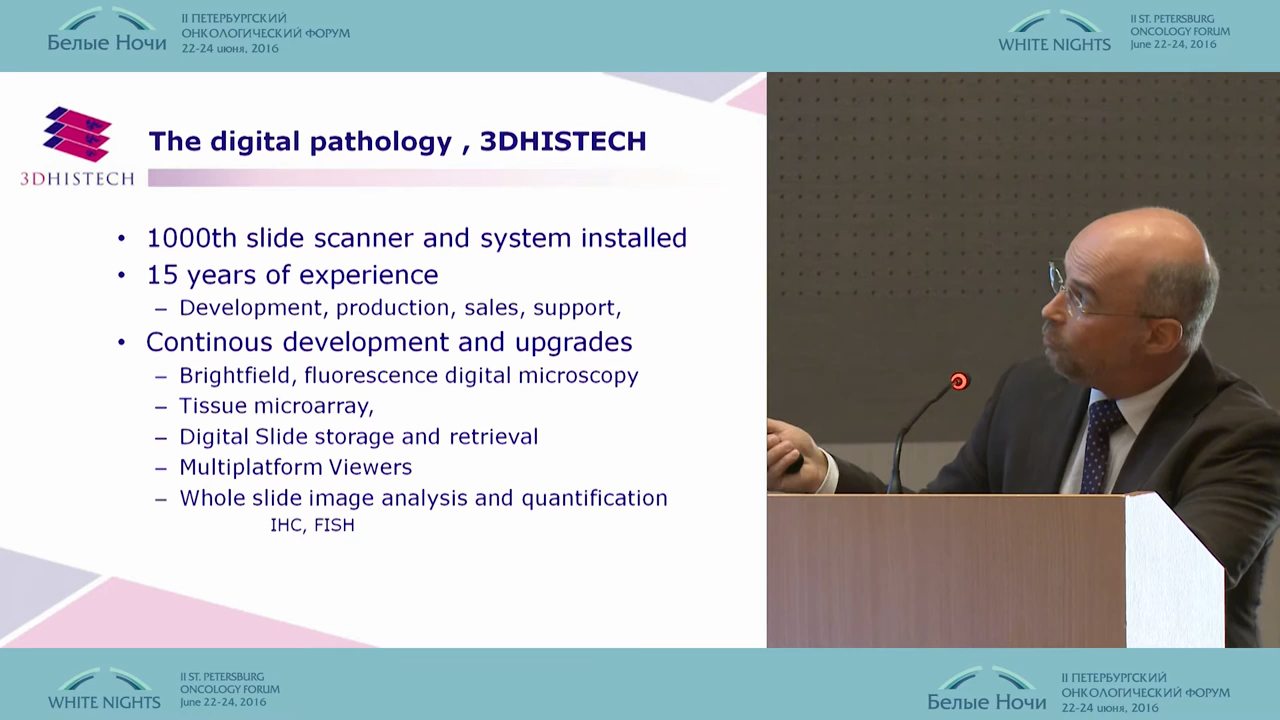 Белые Ночи
II ПЕТЕРБУРГСКИЙ
ОНКОЛОГИЧЕСКИЙ ФОРУМ
22-24 июня, 2016
WHITE NIGHTS
II ST. PETERSBURG
ONCOLOGY FORUM
June 22-24, 2016
3DHISTECH
The digital pathology , 3DHISTECH
• 1000th slide scanner and system installed
• 15 years of experience
– Development, production, sales, support,
• Continous development and upgrades
– Brightfield, fluorescence digital microscopy
– Tissue microarray,
– Digital Slide storage and retrieval
– Multiplatform Viewers
– Whole slide image analysis and quantification
IHC, FISH
WHITE NIGHTS
II ST. PETERSBURG
ONCOLOGY FORUM
June 22-24, 2016
Белые Ночи
II ПЕТЕРБУРГСКИЙ
ОНКОЛОГИЧЕСКИЙ ФОРУМ
22-24 июня, 2016